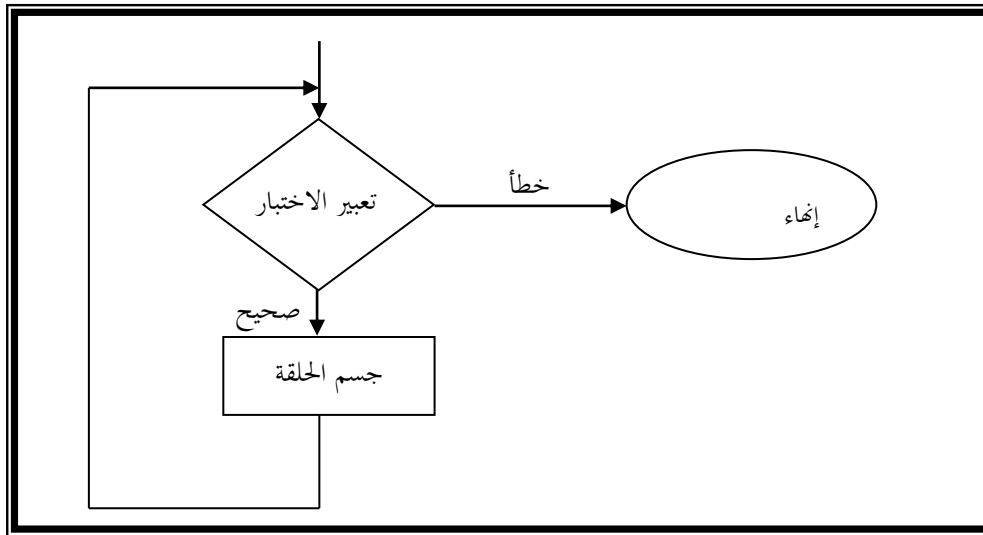 خطأ
تعبير الاختبار
إنهاء
صحيح
جسم الحلقة